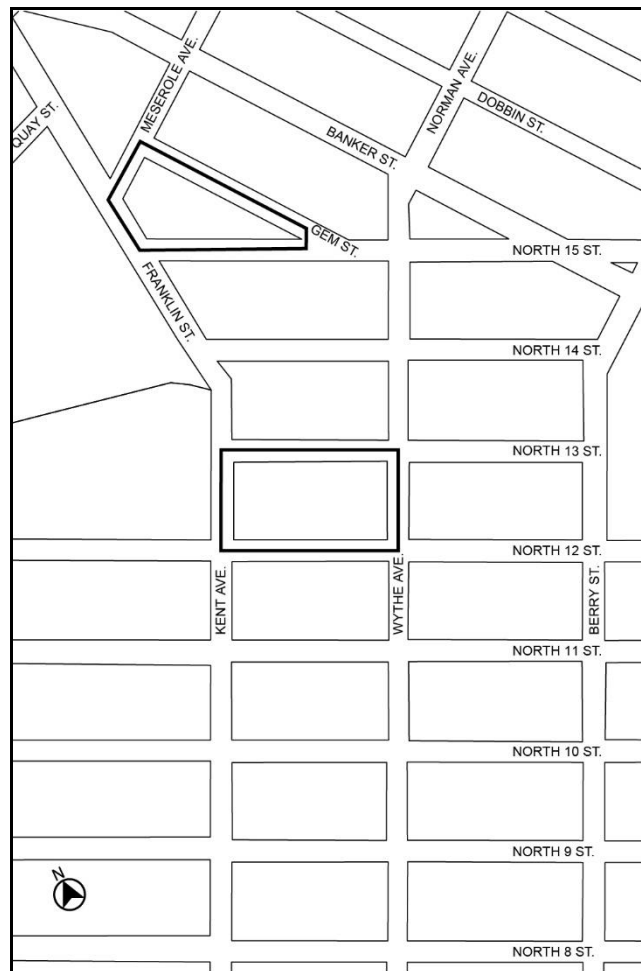 MESEROLE AVE.
NORMAN AVE.
DOBBIN ST.
QUAY ST.
BANKER ST.
GEM ST.
NORTH 15 ST.
FRANKLIN ST.
NORTH 14 ST.
NORTH 13 ST.
NORTH 12 ST.
KENT AVE.
WYTHE AVE.
BERRY ST.
NORTH 11 ST.
NORTH 10 ST.
NORTH 9 ST.
N
NORTH 8 ST.